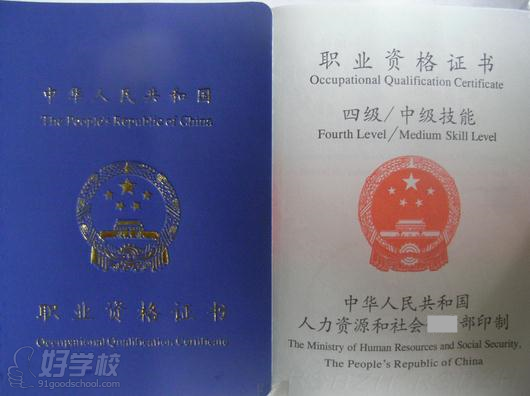 中华人民共和国
The People's Republic of China
职业资格证书
Occupational Qualification Certificate
好学校
91goodschool.com
职业资格证书
Occupational Qualification Certificate
四级/中级技能
Fourth Level/Medium Skill Level
中华人民共和国
人力资源和社会 部印制
The Ministry of Human Resources and Social Security,
The People's Republic of China